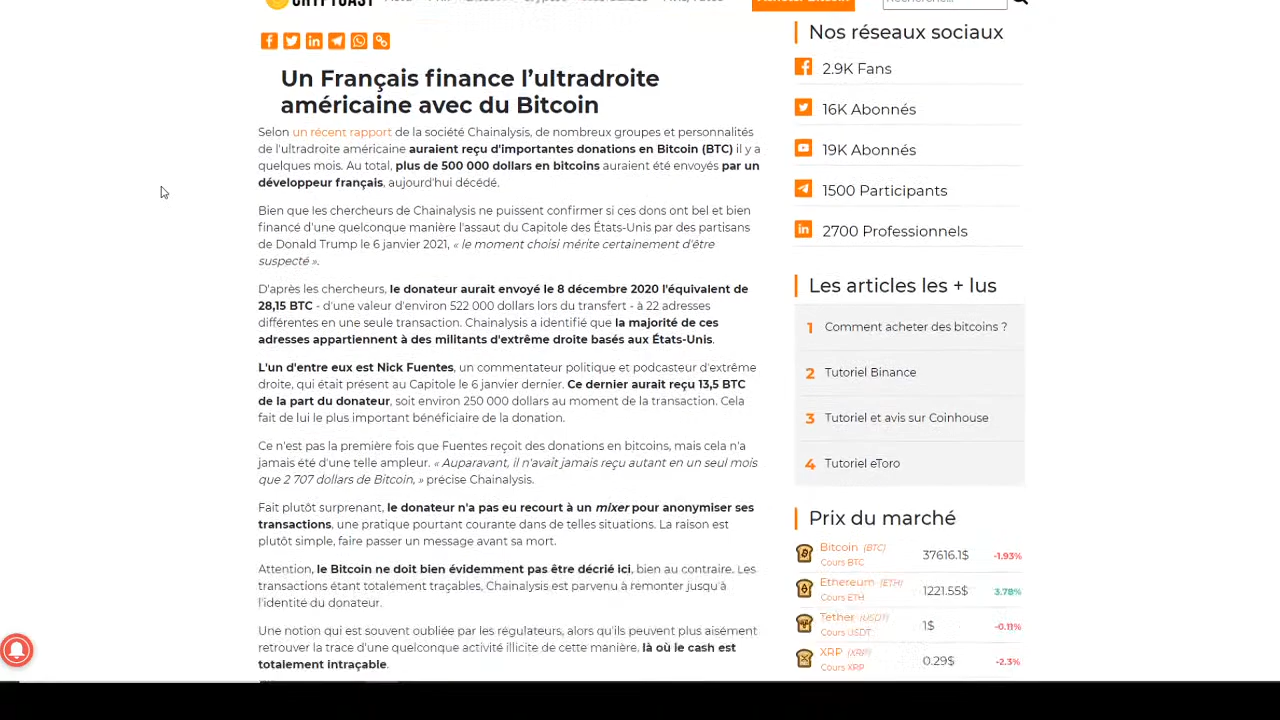 Un Français finance l'ultradroite
américaine avec du Bitcoin
Selon un récent rapport de la société Chainalysis, de nombreux groupes et personnalités
de l'ultradroite américaine auraient reçu d'importantes donations en Bitcoin (BTC) il y a
quelques mois. Au total, plus de 500 000 dollars en bitcoins auraient été envoyés par un
développeur français, aujourd'hui décédé.
Bien que les chercheurs de Chainalysis ne puissent confirmer si ces dons ont bel et bien
financé d'une quelconque manière l'assaut du Capitole des États-Unis par des partisans
de Donald Trump le 6 janvier 2021, « le moment choisi mérite certainement d'être
suspecté ».
D'après les chercheurs, le donateur aurait envoyé le 8 décembre 2020 l'équivalent de
28,15 BTC - d'une valeur d'environ 522 000 dollars lors du transfert - à 22 adresses
différentes en une seule transaction. Chainalysis a identifié que la majorité de ces
adresses appartiennent à des militants d'extrême droite basés aux États-Unis.
L'un d'entre eux est Nick Fuentes, un commentateur politique et podcasteur d'extrême
droite, qui était présent au Capitole le 6 janvier dernier. Ce dernier aurait reçu 13,5 BTC
de la part du donateur, soit environ 250 000 dollars au moment de la transaction. Cela
fait de lui le plus important bénéficiaire de la donation.
Ce n'est pas la première fois que Fuentes reçoit des donations en bitcoins, mais cela n'a
jamais été d'une telle ampleur. « Auparavant, il n'avait jamais reçu autant en un seul mois
que 2 707 dollars de Bitcoin, » précise Chainalysis.
Fait plutôt surprenant, le donateur n'a pas eu recourt à un mixer pour anonymiser ses
transactions, une pratique pourtant courante dans de telles situations. La raison est
plutôt simple, faire passer un message avant sa mort.
Attention, le Bitcoin ne doit bien évidemment pas être décrié ici, bien au contraire. Les
transactions étant totalement traçables, Chainalysis est parvenu à remonter jusqu'à
l'identité du donateur.
Une notion qui est souvent oubliée par les régulateurs, alors qu'ils peuvent plus aisément
retrouver la trace d'une quelconque activité illicite de cette manière, là où le cash est
totalement intraçable.
Nos réseaux sociaux
2.9K Fans
16K Abonnés
19K Abonnés
1500 Participants
2700 Professionnels
Les articles les + lus
1 Comment acheter des bitcoins ?
2 Tutoriel Binance
3 Tutoriel et avis sur Coinhouse
4 Tutoriel eToro
Prix du marché
Bitcoin (BTC) 37616.1$ -1.93%
Cours BTC
Ethereum (ETH) 1221.55$ 3.78%
Cours ETH
Tether (USDT) 1$ -0.11%
Cours USDT
XRP (XRP) 0.29$ -2.3%
Cours XRP